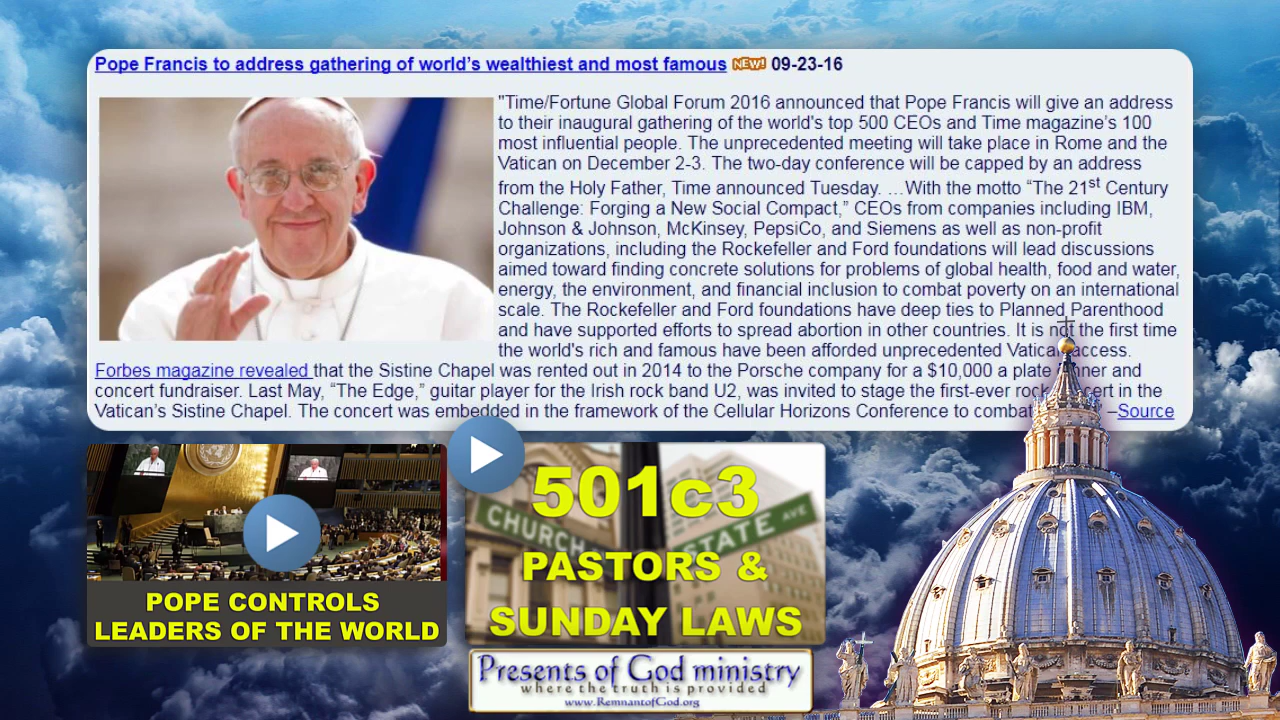 Pope Francis to address gathering of world's wealthiest and most famous NEW! 09-23-16
"Time/Fortune Global Forum 2016 announced that Pope Francis will give an address
to their inaugural gathering of the world's top 500 CEOs and Time magazine's 100
most influential people. The unprecedented meeting will take place in Rome and the
Vatican on December 2-3. The two-day conference will be capped by an address
from the Holy Father, Time announced Tuesday. …With the motto “The 21st Century
Challenge: Forging a New Social Compact,” CEOs from companies including IBM,
Johnson & Johnson, McKinsey, PepsiCo, and Siemens as well as non-profit
organizations, including the Rockefeller and Ford foundations will lead discussions
aimed toward finding concrete solutions for problems of global health, food and water,
energy, the environment, and financial inclusion to combat poverty on an international
scale. The Rockefeller and Ford foundations have deep ties to Planned Parenthood
and have supported efforts to spread abortion in other countries. It is not the first time
the world's rich and famous have been afforded unprecedented Vatican access.
Forbes magazine revealed that the Sistine Chapel was rented out in 2014 to the Porsche company for a $10,000 a plate dinner and
concert fundraiser. Last May, “The Edge,” guitar player for the Irish rock band U2, was invited to stage the first-ever rock concert in the
Vatican's Sistine Chapel. The concert was embedded in the framework of the Cellular Horizons Conference to combat –Source
POPE CONTROLS
LEADERS OF THE WORLD
501c3
CHURCH
STATE AVE
PASTORS &
SUNDAY LAWS
Presents of God ministry
where the truth is provided
www.RemnantofGod.org